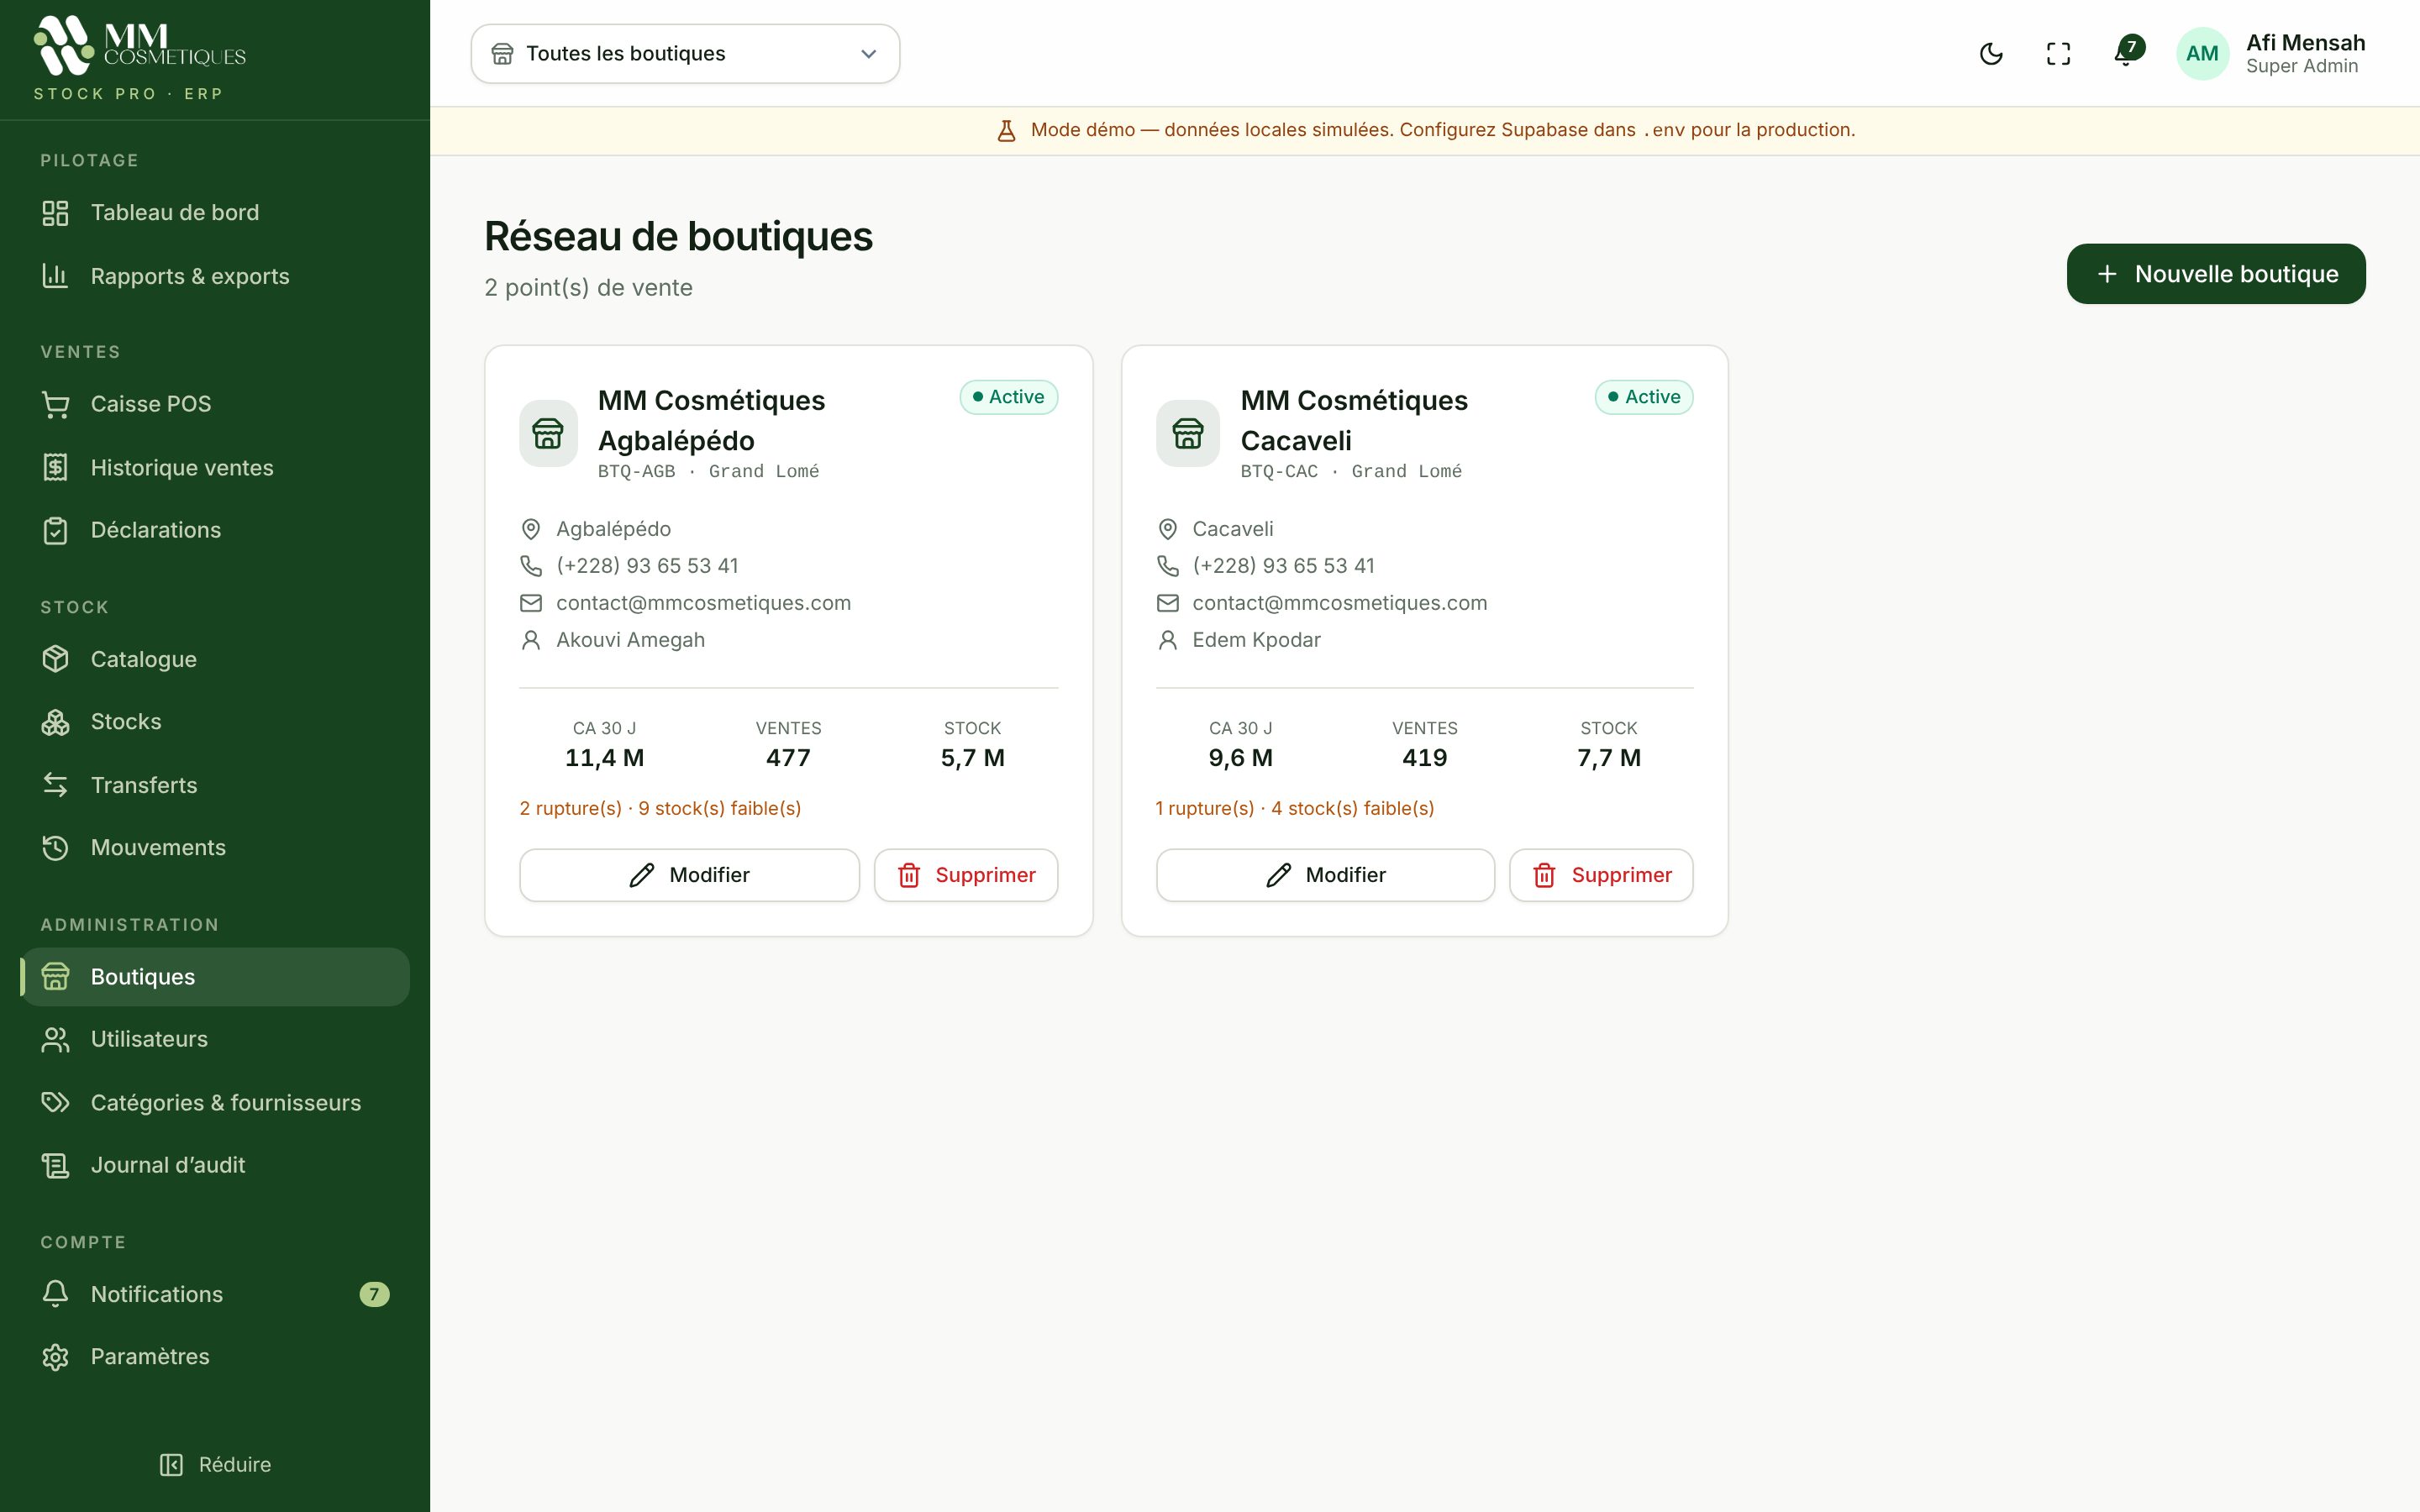 MM
COSMETIQUES
STOCK PRO · ERP
PILOTAGE
Tableau de bord
Rapports & exports
VENTES
Caisse POS
Historique ventes
Déclarations
STOCK
Catalogue
Stocks
Transferts
Mouvements
ADMINISTRATION
Boutiques
Utilisateurs
Catégories & fournisseurs
Journal d’audit
COMPTE
Notifications 7
Paramètres
Réduire
Toutes les boutiques
7
AM
Afi Mensah
Super Admin
Mode démo — données locales simulées. Configurez Supabase dans .env pour la production.
Réseau de boutiques
2 point(s) de vente
Nouvelle boutique
MM Cosmétiques
Agbalépédo
Active
BTQ-AGB · Grand Lomé
Agbalépédo
(+228) 93 65 53 41
contact@mmcosmetiques.com
Akouvi Amegah
CA 30 J VENTES STOCK
11,4 M 477 5,7 M
2 rupture(s) · 9 stock(s) faible(s)
Modifier Supprimer
MM Cosmétiques
Cacaveli
Active
BTQ-CAC · Grand Lomé
Cacaveli
(+228) 93 65 53 41
contact@mmcosmetiques.com
Edem Kpodar
CA 30 J VENTES STOCK
9,6 M 419 7,7 M
1 rupture(s) · 4 stock(s) faible(s)
Modifier Supprimer